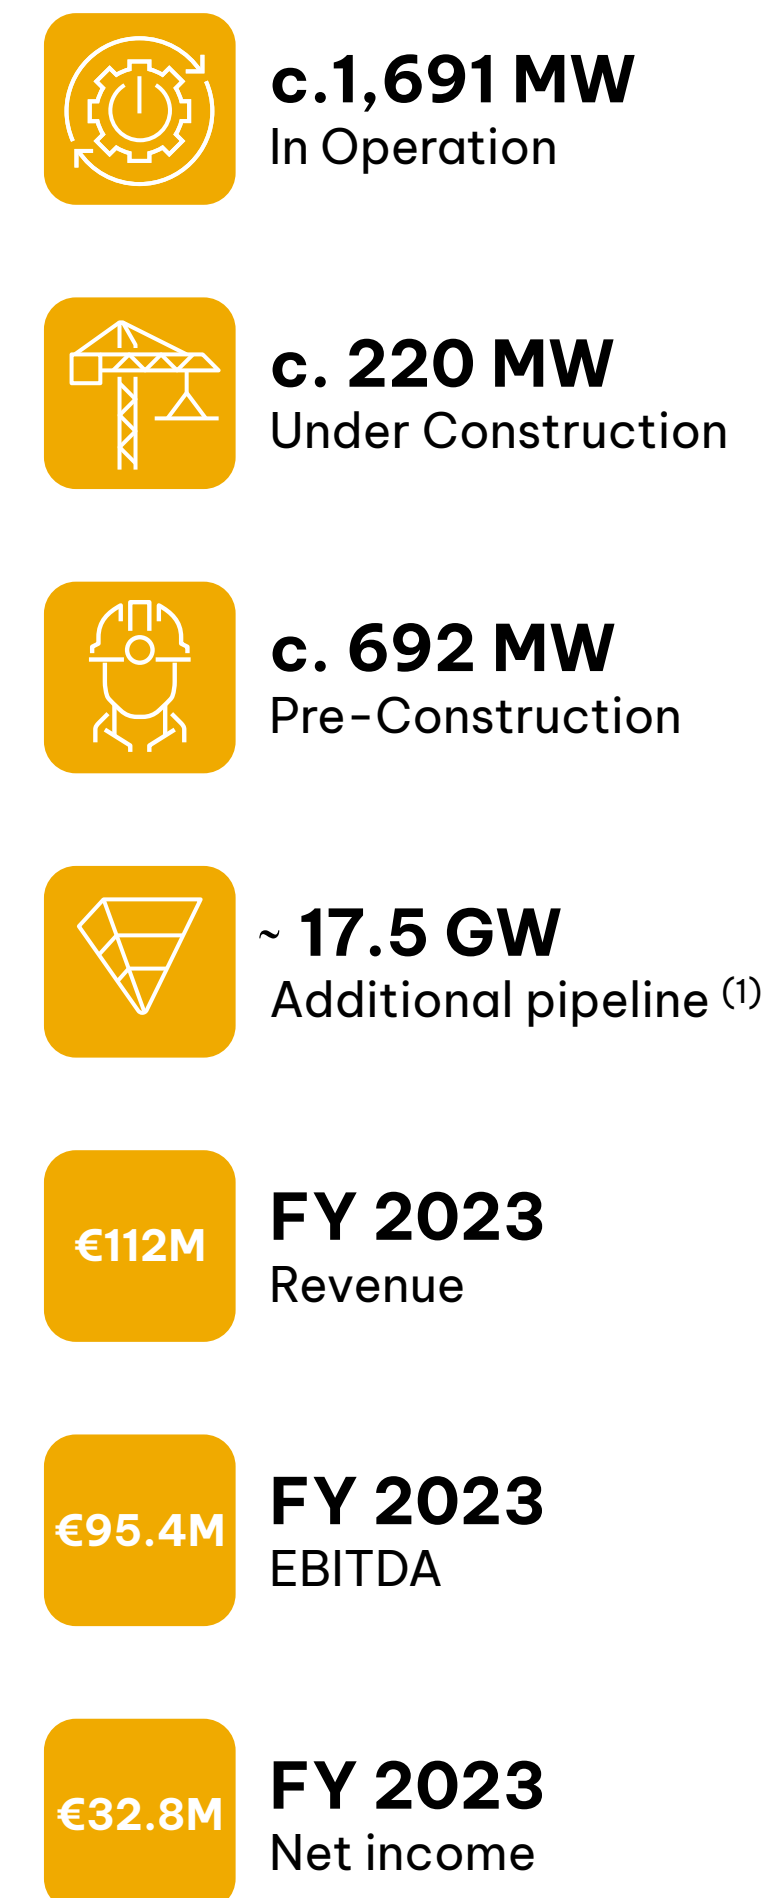 c.1,691 MW
In Operation
c. 220 MW
Under Construction
c. 692 MW
Pre-Construction
~ 17.5 GW
Additional pipeline (1)
€112M
FY 2023
Revenue
€95.4M
FY 2023
EBITDA
€32.8M
FY 2023
Net income